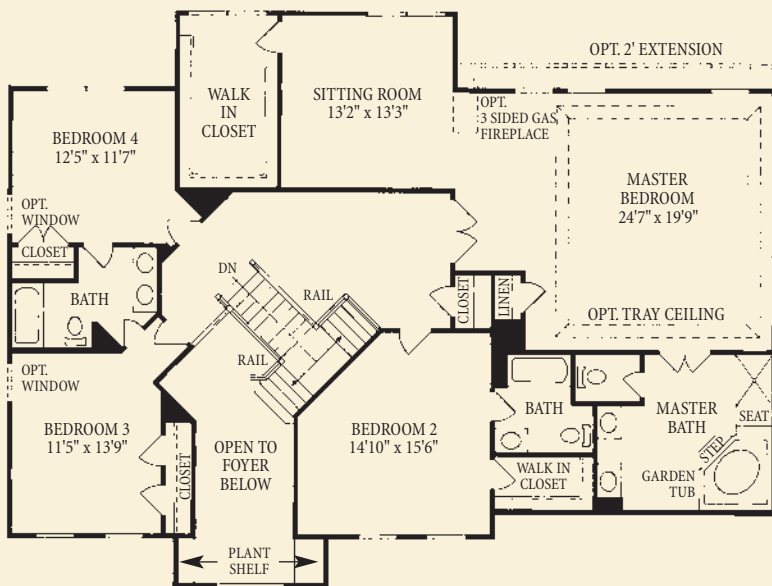 OPT. 2' EXTENSION
WALK
IN
CLOSET
SITTING ROOM
13'2" x 13'3"
OPT.
3 SIDED GAS
FIREPLACE
BEDROOM 4
12'5" x 11'7"
MASTER
BEDROOM
24'7" x 19'9"
OPT.
WINDOW
CLOSET
BATH
DN
RAIL
RAIL
CLOSET
LINEN
OPT. TRAY CEILING
OPT.
WINDOW
BEDROOM 3
11'5" x 13'9"
CLOSET
OPEN TO
FOYER
BELOW
BEDROOM 2
14'10" x 15'6"
BATH
WALK IN
CLOSET
MASTER
BATH
SEAT
STEP
GARDEN
TUB
PLANT
SHELF